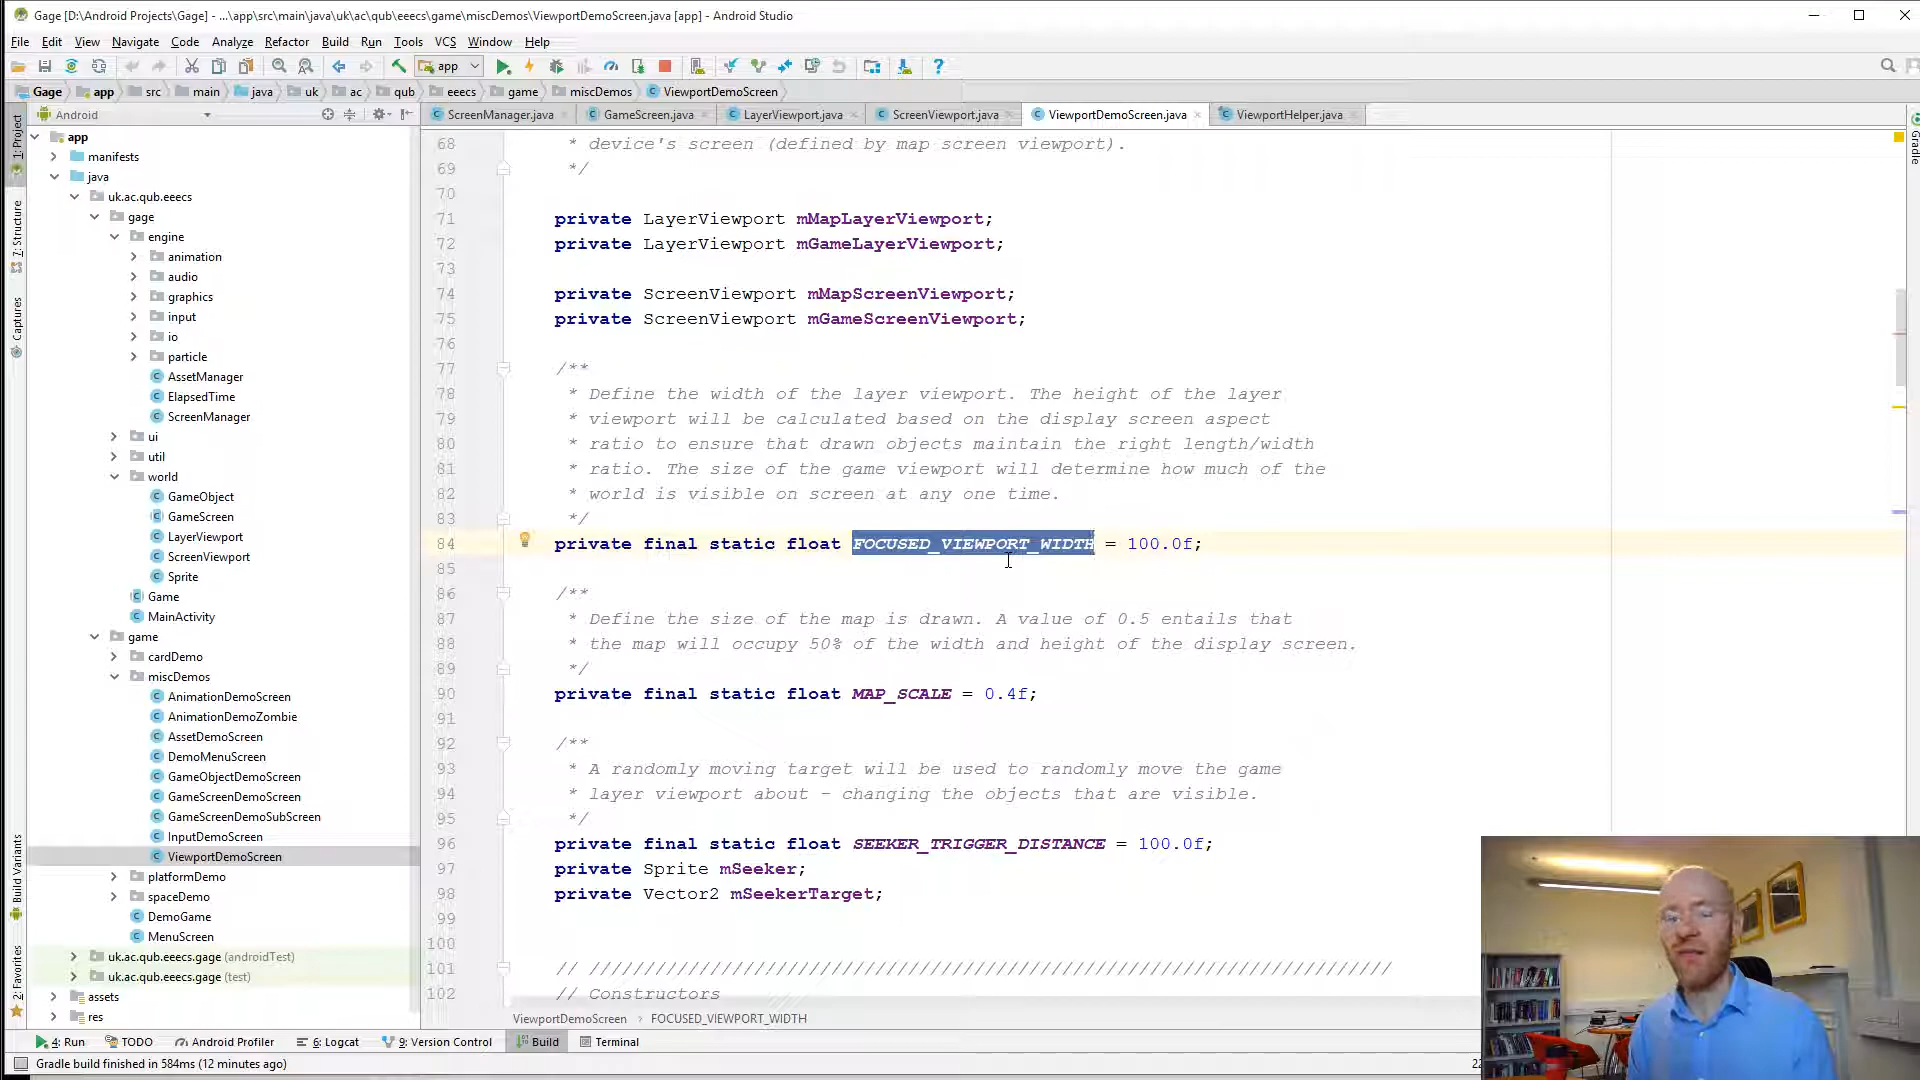 Gage [D:\Android Projects\Gage] - ...\app\src\main\java\uk\ac\qub\eeecs\game\miscDemos\ViewportDemoScreen.java [app] - Android Studio
File Edit View Navigate Code Analyze Refactor Build Run Tools VCS Window Help
app
Gage app src main java uk ac qub eeecs game miscDemos ViewportDemoScreen
Android
ScreenManager.java GameScreen.java LayerViewport.java ScreenViewport.java ViewportDemoScreen.java ViewportHelper.java
1: Project
7: Structure
Captures
Build Variants
2: Favorites
Gradle
app
manifests
java
uk.ac.qub.eeecs
gage
engine
animation
audio
graphics
input
io
particle
AssetManager
ElapsedTime
ScreenManager
ui
util
world
GameObject
GameScreen
LayerViewport
ScreenViewport
Sprite
Game
MainActivity
game
cardDemo
miscDemos
AnimationDemoScreen
AnimationDemoZombie
AssetDemoScreen
DemoMenuScreen
GameObjectDemoScreen
GameScreenDemoScreen
GameScreenDemoSubScreen
InputDemoScreen
ViewportDemoScreen
platformDemo
spaceDemo
DemoGame
MenuScreen
uk.ac.qub.eeecs.gage (androidTest)
uk.ac.qub.eeecs.gage (test)
assets
res
68 * device's screen (defined by map screen viewport).
69 */
70
71 private LayerViewport mMapLayerViewport;
72 private LayerViewport mGameLayerViewport;
73
74 private ScreenViewport mMapScreenViewport;
75 private ScreenViewport mGameScreenViewport;
76
77 /**
78 * Define the width of the layer viewport. The height of the layer
79 * viewport will be calculated based on the display screen aspect
80 * ratio to ensure that drawn objects maintain the right length/width
81 * ratio. The size of the game viewport will determine how much of the
82 * world is visible on screen at any one time.
83 */
84 private final static float FOCUSED_VIEWPORT_WIDTH = 100.0f;
85
86 /**
87 * Define the size of the map is drawn. A value of 0.5 entails that
88 * the map will occupy 50% of the width and height of the display screen.
89 */
90 private final static float MAP_SCALE = 0.4f;
91
92 /**
93 * A randomly moving target will be used to randomly move the game
94 * layer viewport about - changing the objects that are visible.
95 */
96 private final static float SEEKER_TRIGGER_DISTANCE = 100.0f;
97 private Sprite mSeeker;
98 private Vector2 mSeekerTarget;
99
100
101 // /////////////////////////////////////////////////////////////////////////
102 // Constructors
ViewportDemoScreen FOCUSED_VIEWPORT_WIDTH
4: Run TODO Android Profiler 6: Logcat 9: Version Control Build Terminal
Gradle build finished in 584ms (12 minutes ago)